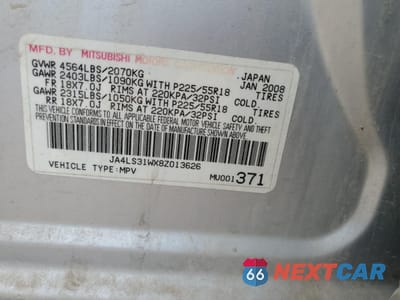 MFD. BY MITSUBISHI MOTORS CORPORATION JAPAN
GVWR 4564LBS/2070KG JAN 2008
GAWR 2403LBS/1090KG WITH P225/55R18 TIRES
FR 18X7.0J RIMS AT 220KPA/32PSI COLD
GAWR 2315LBS/1050KG WITH P225/55R18 TIRES
RR 18X7.0J RIMS AT 220KPA/32PSI COLD
THIS VEHICLE CONFORMS TO ALL APPLICABLE
FEDERAL MOTOR VEHICLE SAFETY AND THEFT
PREVENTION STANDARDS IN EFFECT ON THE DATE
OF MANUFACTURE SHOWN ABOVE.
JA4LS31WX8Z013626
VEHICLE TYPE:MPV MU001371
66 NEXTCAR